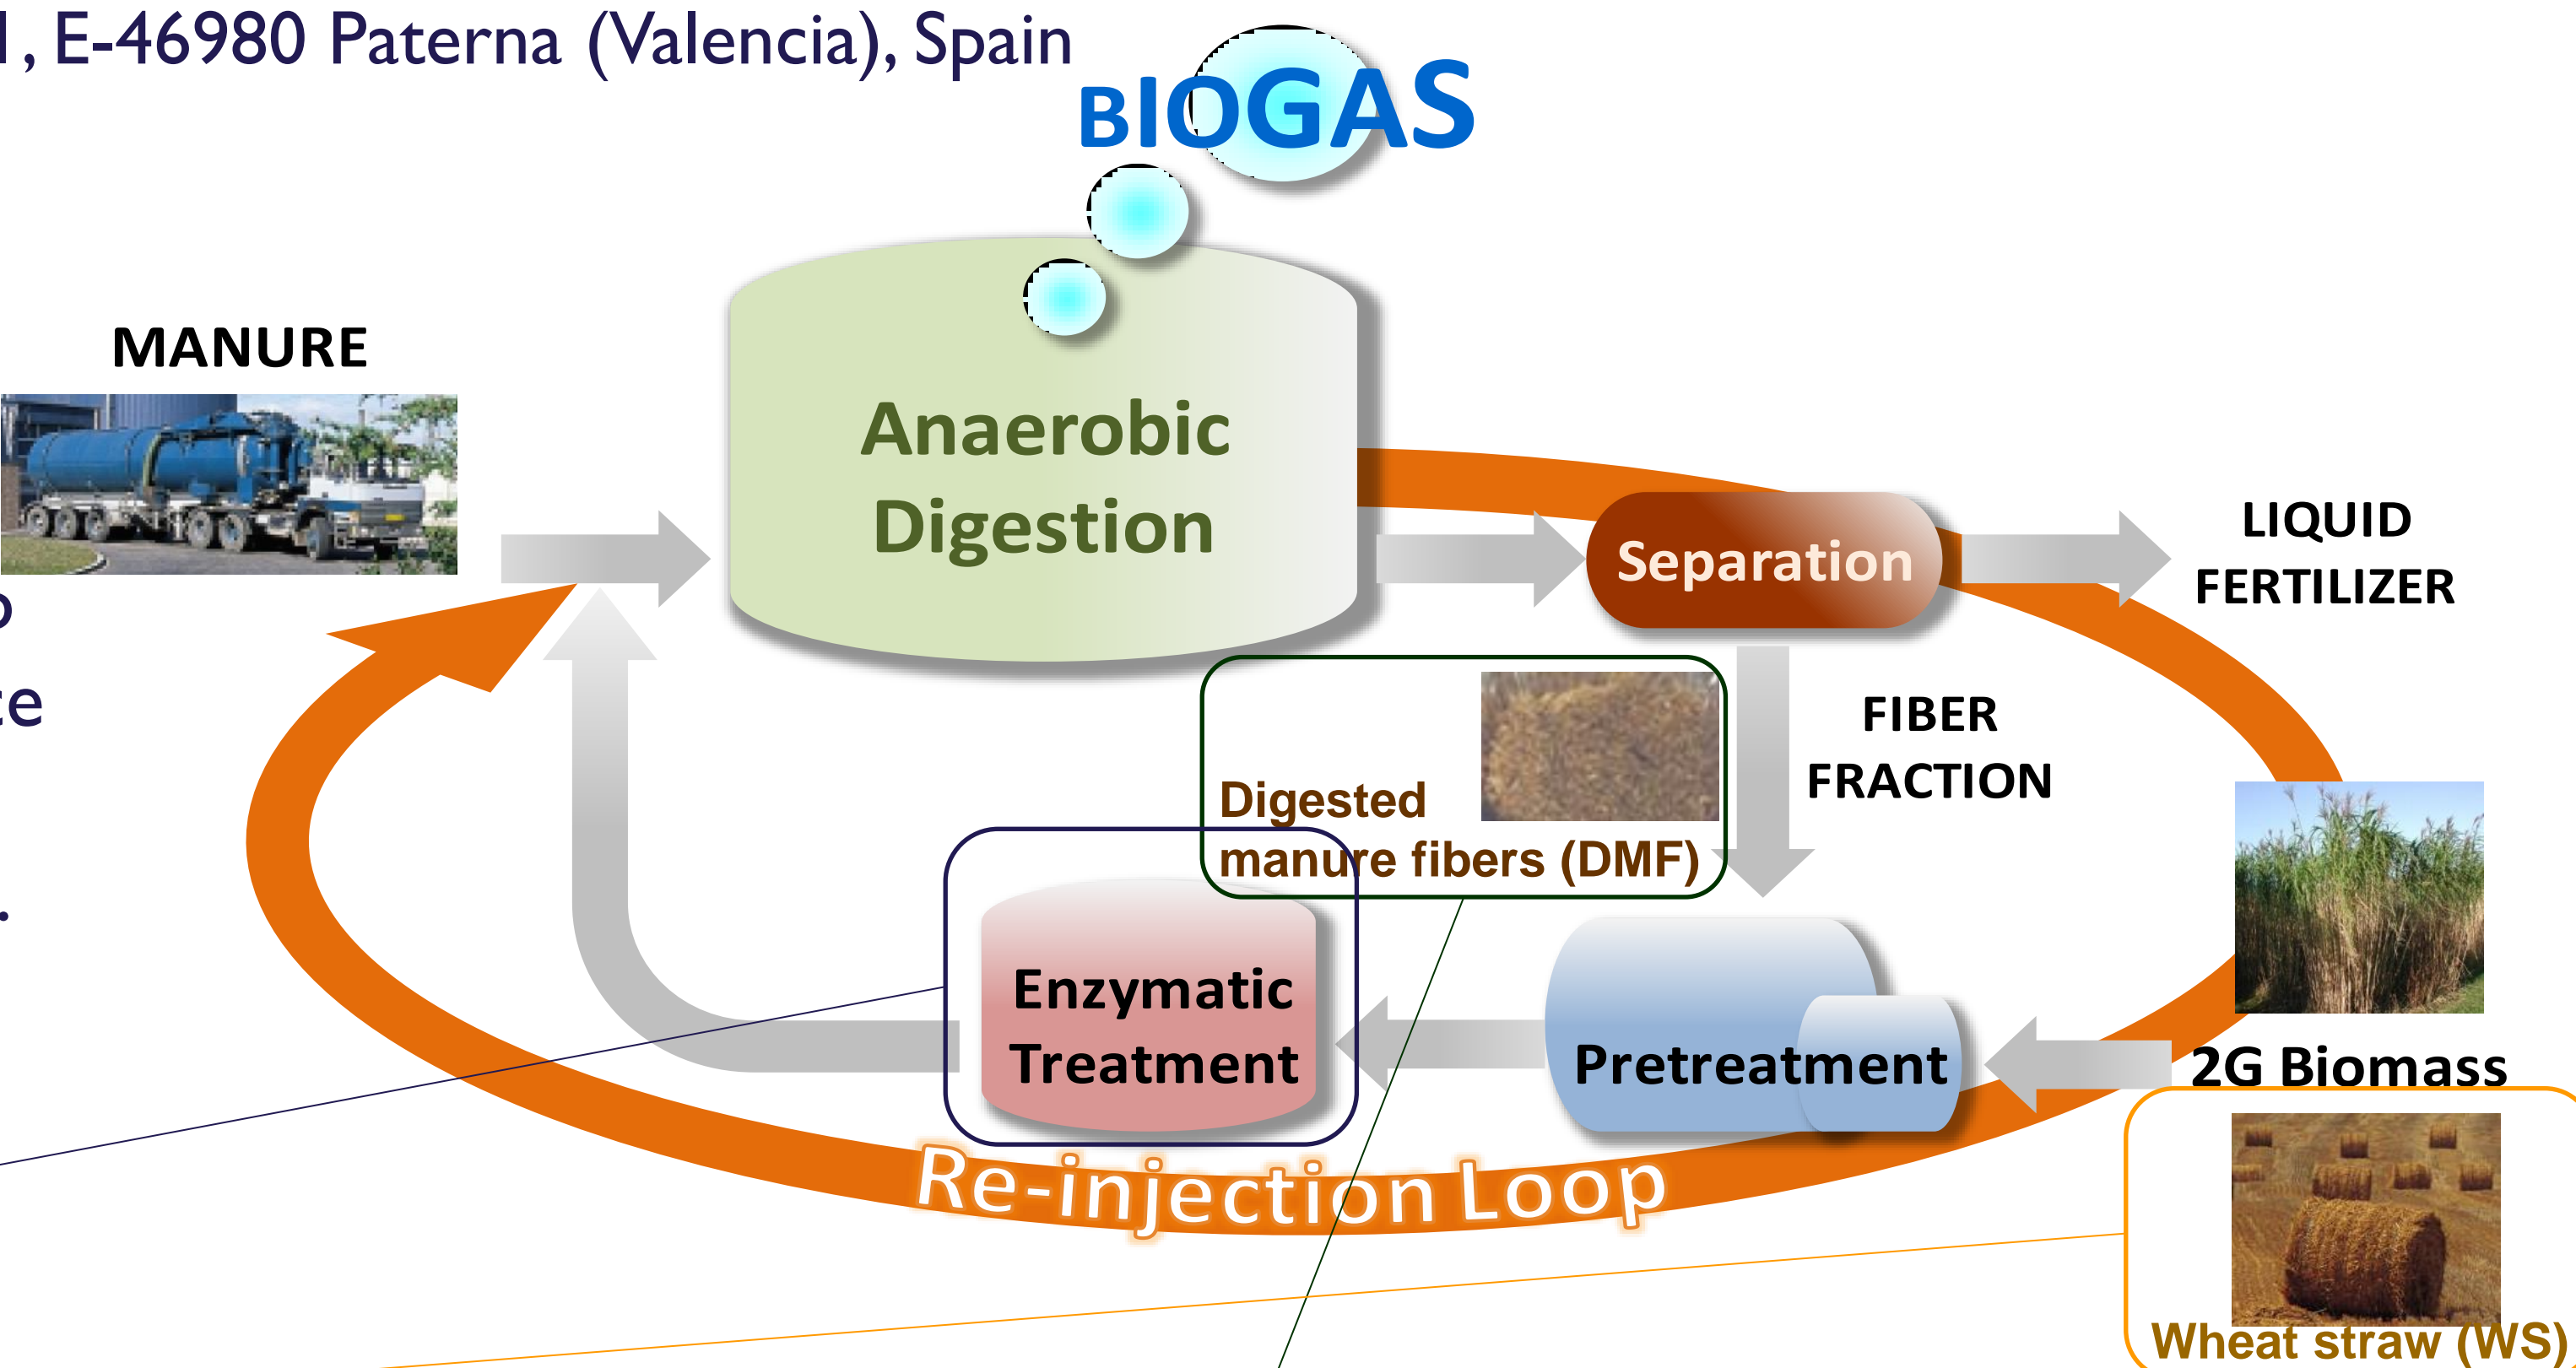 1, E-46980 Paterna (Valencia), Spain
BIOGAS
MANURE
Anaerobic
Digestion
Separation
LIQUID
FERTILIZER
FIBER
FRACTION
Digested
manure fibers (DMF)
Enzymatic
Treatment
Pretreatment
2G Biomass
Re-injection Loop
Wheat straw (WS)